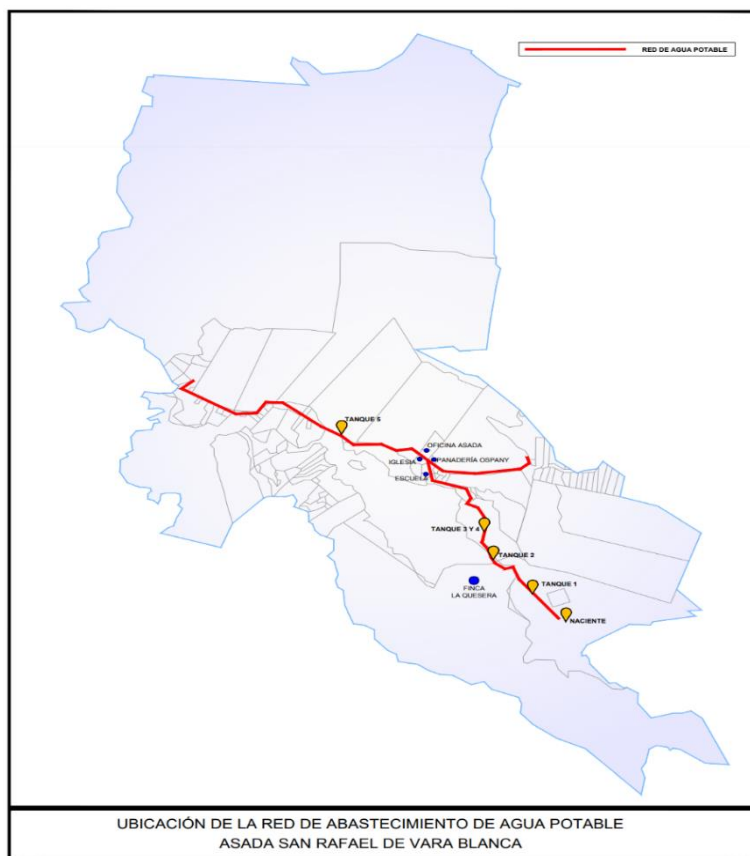 RED DE AGUA POTABLE
TANQUE 5
OFICINA ASADA
IGLESIA
PANADERÍA OSPANY
ESCUELA
TANQUE 3 Y 4
TANQUE 2
FINCA
LA QUESERA
TANQUE 1
NACIENTE
UBICACIÓN DE LA RED DE ABASTECIMIENTO DE AGUA POTABLE
ASADA SAN RAFAEL DE VARA BLANCA